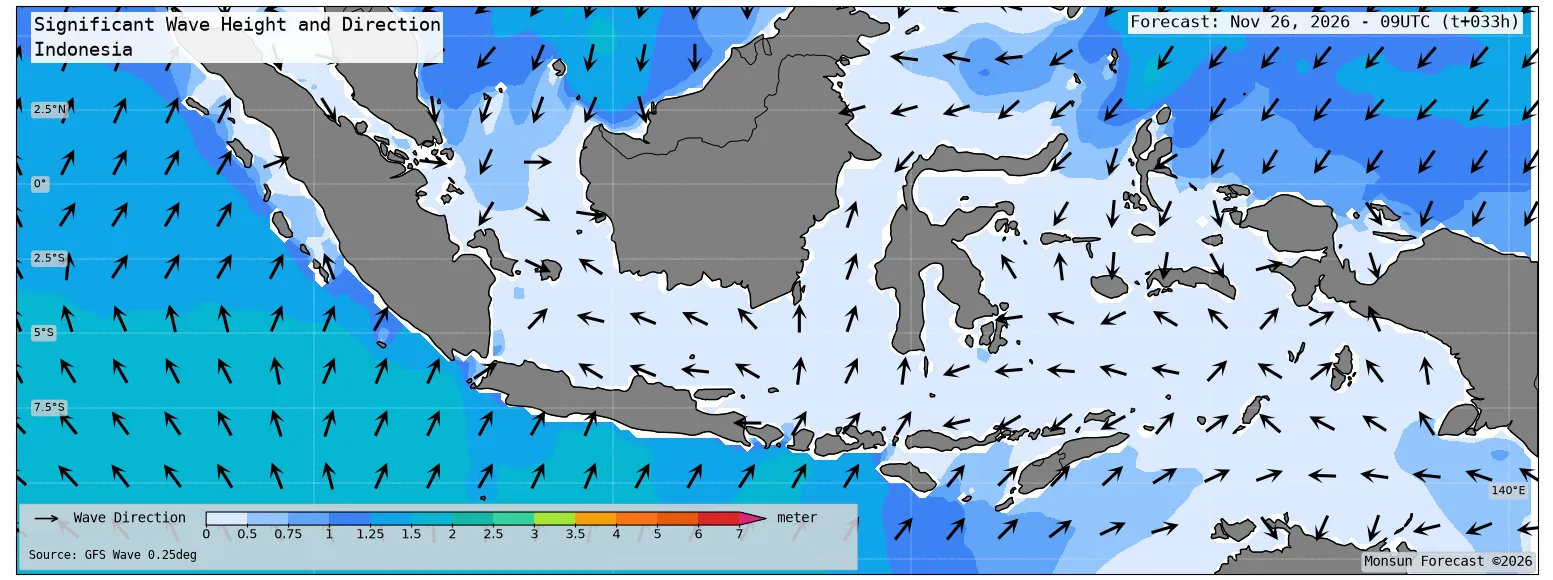 Significant Wave Height and Direction
Indonesia
Forecast: Nov 26, 2026 - 09UTC (t+033h)
2.5°N
0°
2.5°S
5°S
7.5°S
140°E
Wave Direction
0 0.5 0.75 1 1.25 1.5 2 2.5 3 3.5 4 5 6 7
meter
Source: GFS Wave 0.25deg
Monsun Forecast ©2026